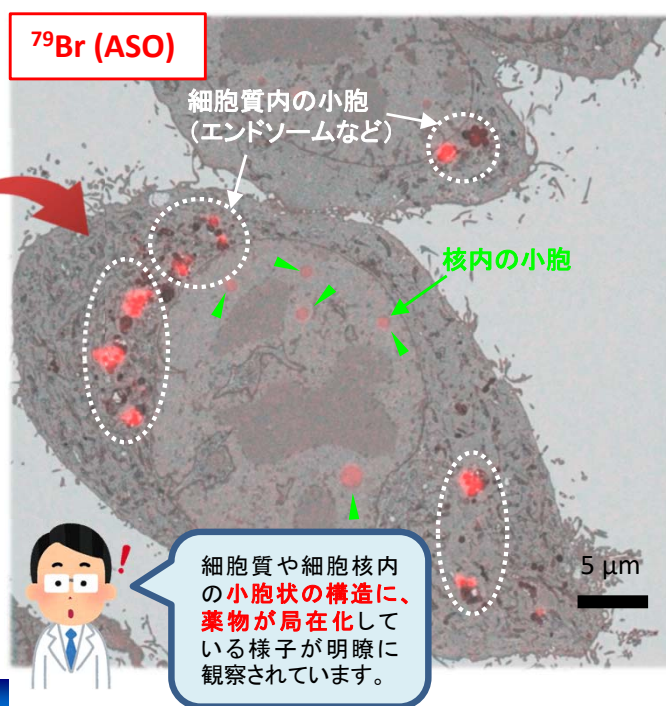 ⁷⁹Br (ASO)
細胞質内の小胞
（エンドソームなど）
核内の小胞
5 µm
細胞質や細胞核内
の小胞状の構造に、
薬物が局在化して
いる様子が明瞭に
観察されています。